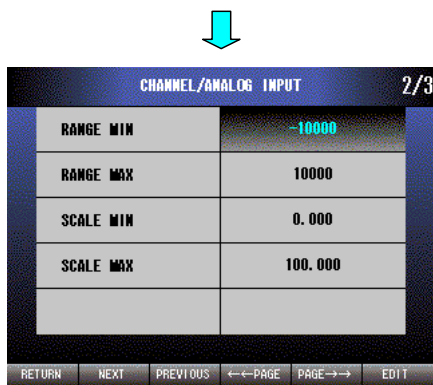 CHANNEL/ANALOG INPUT 2/3
RANGE MIN -10000
RANGE MAX 10000
SCALE MIN 0.000
SCALE MAX 100.000
RETURN NEXT PREVIOUS ←←PAGE PAGE→→ EDIT